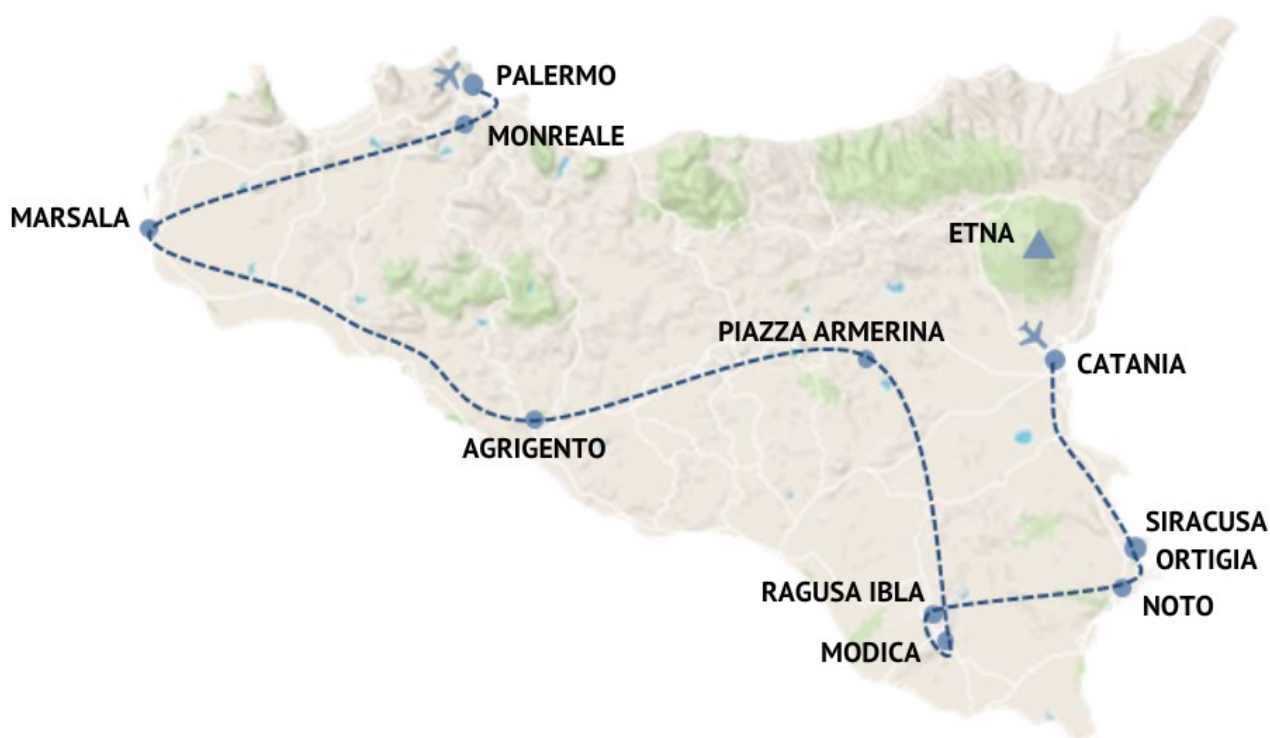 PALERMO
MONREALE
MARSALA
ETNA
PIAZZA ARMERINA
CATANIA
AGRIGENTO
SIRACUSA
ORTIGIA
RAGUSA IBLA
NOTO
MODICA